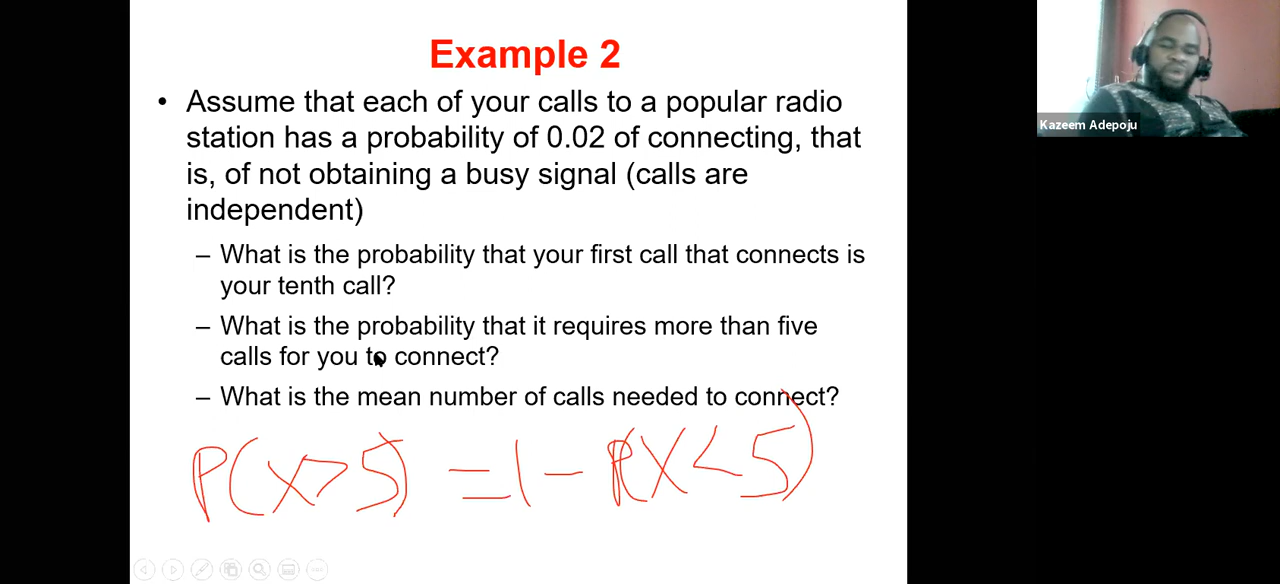 Example 2
• Assume that each of your calls to a popular radio
station has a probability of 0.02 of connecting, that
is, of not obtaining a busy signal (calls are
independent)
– What is the probability that your first call that connects is
your tenth call?
– What is the probability that it requires more than five
calls for you to connect?
– What is the mean number of calls needed to connect?
P(X>5) = 1 - P(X<5)
Kazeem Adepoju